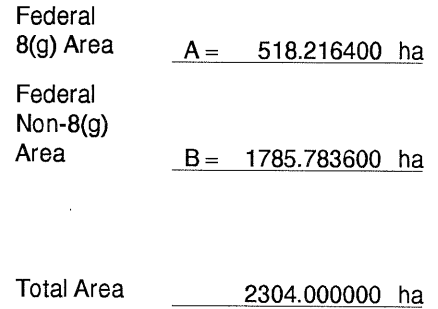 Federal
8(g) Area A = 518.216400 ha
Federal
Non-8(g)
Area B = 1785.783600 ha
Total Area 2304.000000 ha